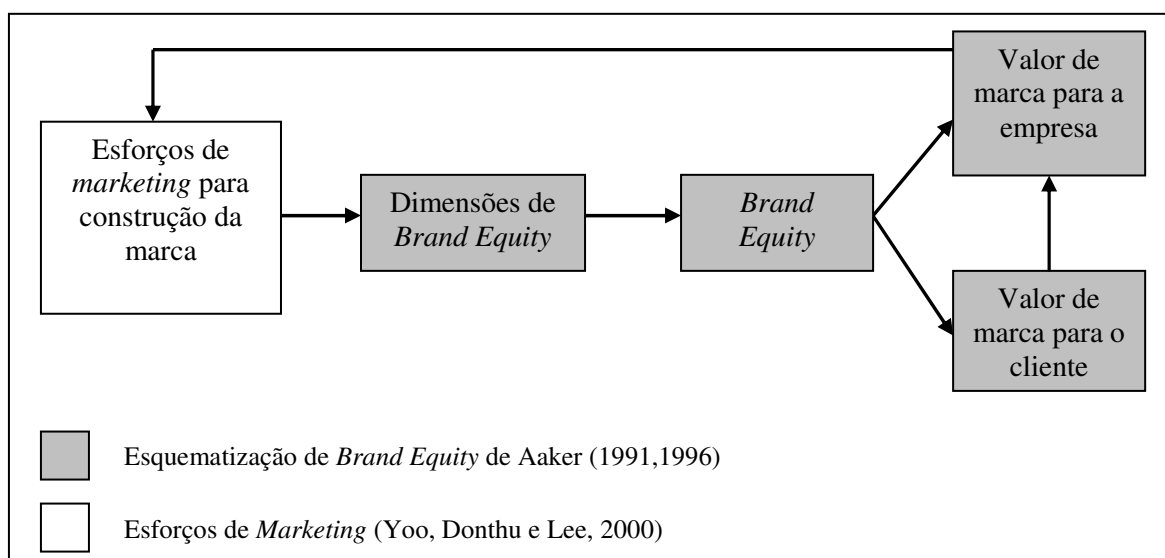 Esforços de
marketing para
construção da
marca
Dimensões de
Brand Equity
Brand
Equity
Valor de
marca para a
empresa
Valor de
marca para o
cliente
Esquematização de Brand Equity de Aaker (1991,1996)
Esforços de Marketing (Yoo, Donthu e Lee, 2000)